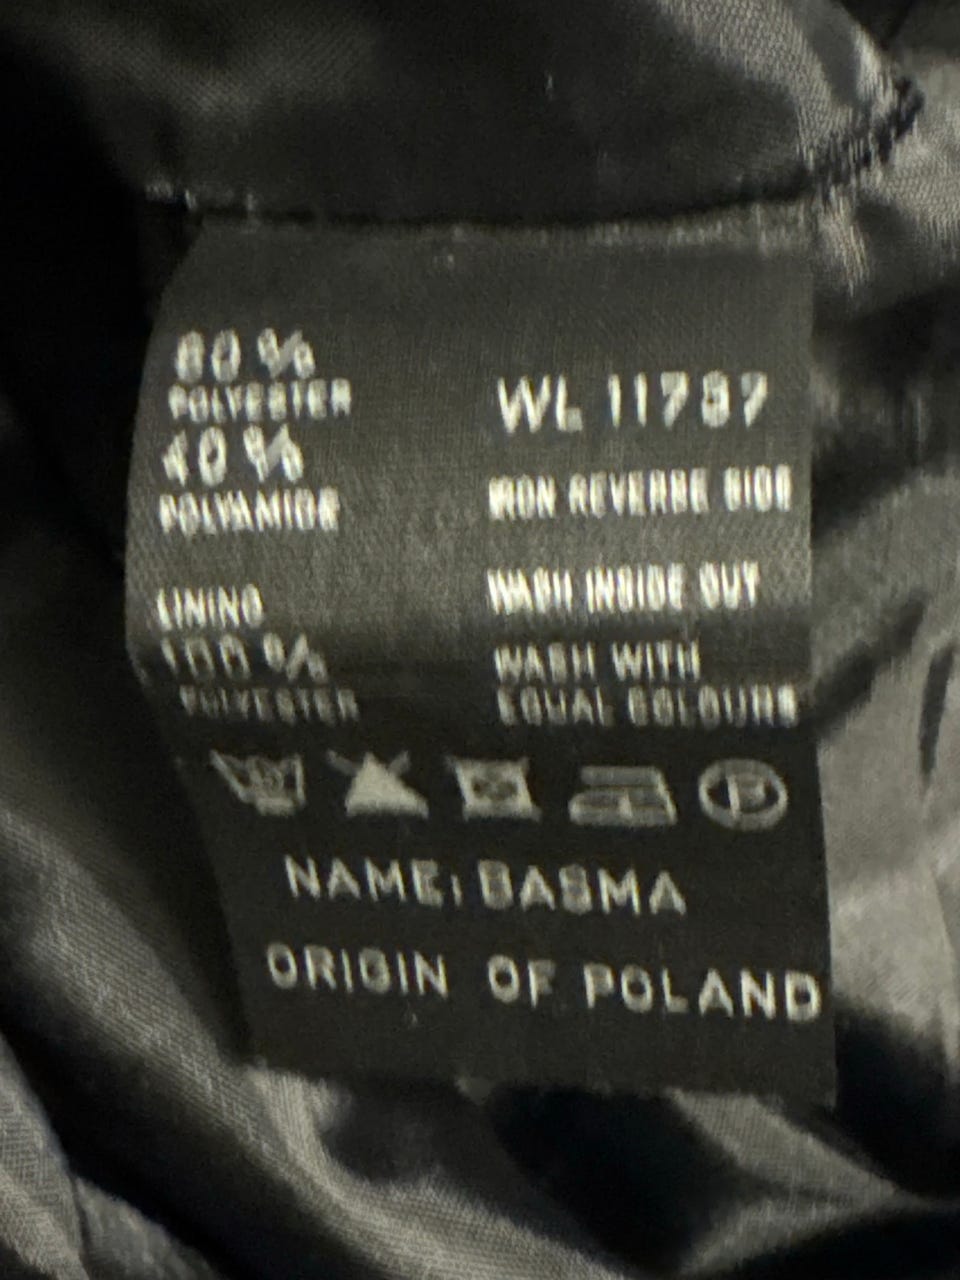 60 %
POLYESTER
40 %
POLYAMIDE
LINING
100 %
POLYESTER
WL
IRON REVERSE SIDE
WASH INSIDE OUT
WASH WITH
EQUAL COLOURS
NAME: BASMA
ORIGIN OF POLAND